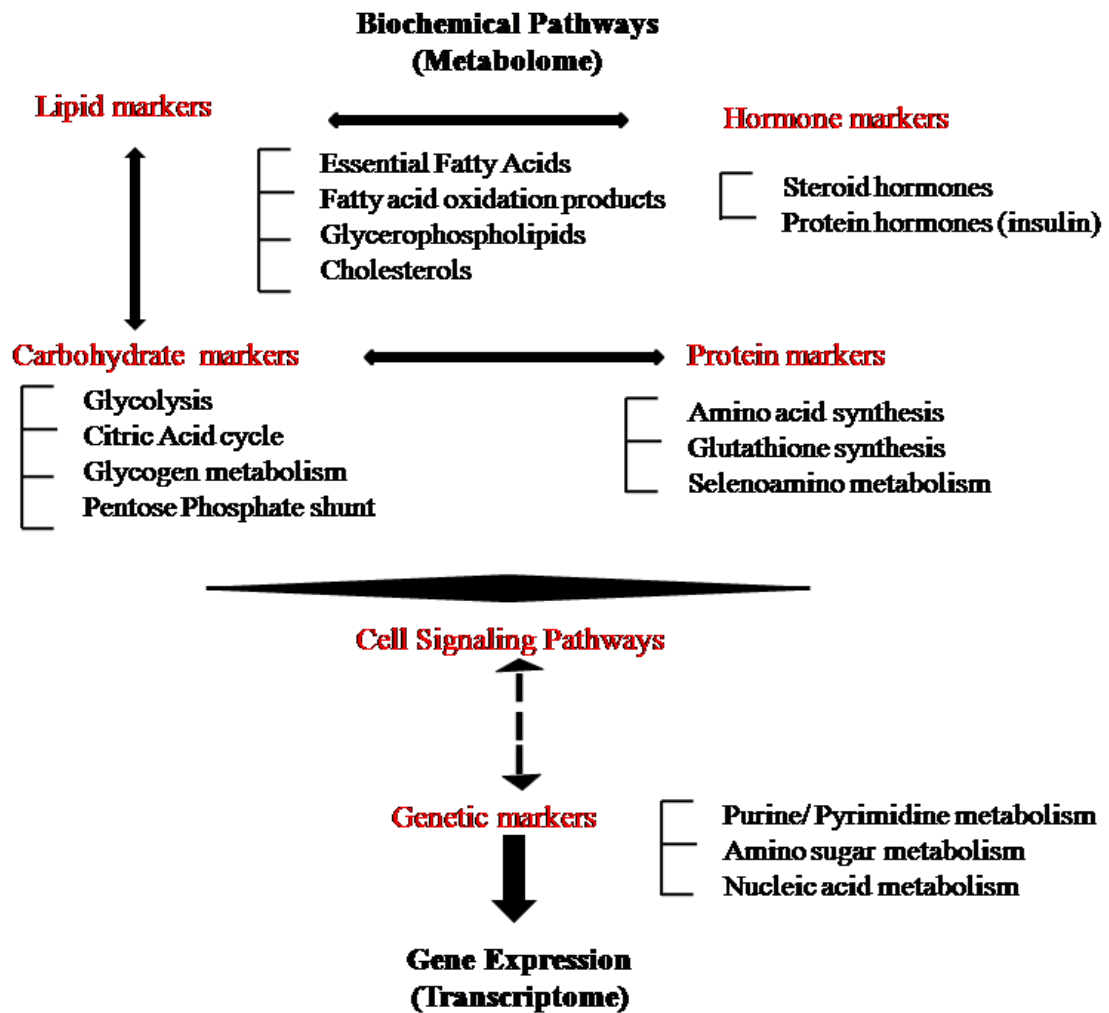 Biochemical Pathways
(Metabolome)
Lipid markers
Hormone markers
Essential Fatty Acids
Fatty acid oxidation products
Glycerophospholipids
Cholesterols
Steroid hormones
Protein hormones (insulin)
Carbohydrate markers
Protein markers
Glycolysis
Citric Acid cycle
Glycogen metabolism
Pentose Phosphate shunt
Amino acid synthesis
Glutathione synthesis
Selenoamino metabolism
Cell Signaling Pathways
Genetic markers
Purine/ Pyrimidine metabolism
Amino sugar metabolism
Nucleic acid metabolism
Gene Expression
(Transcriptome)